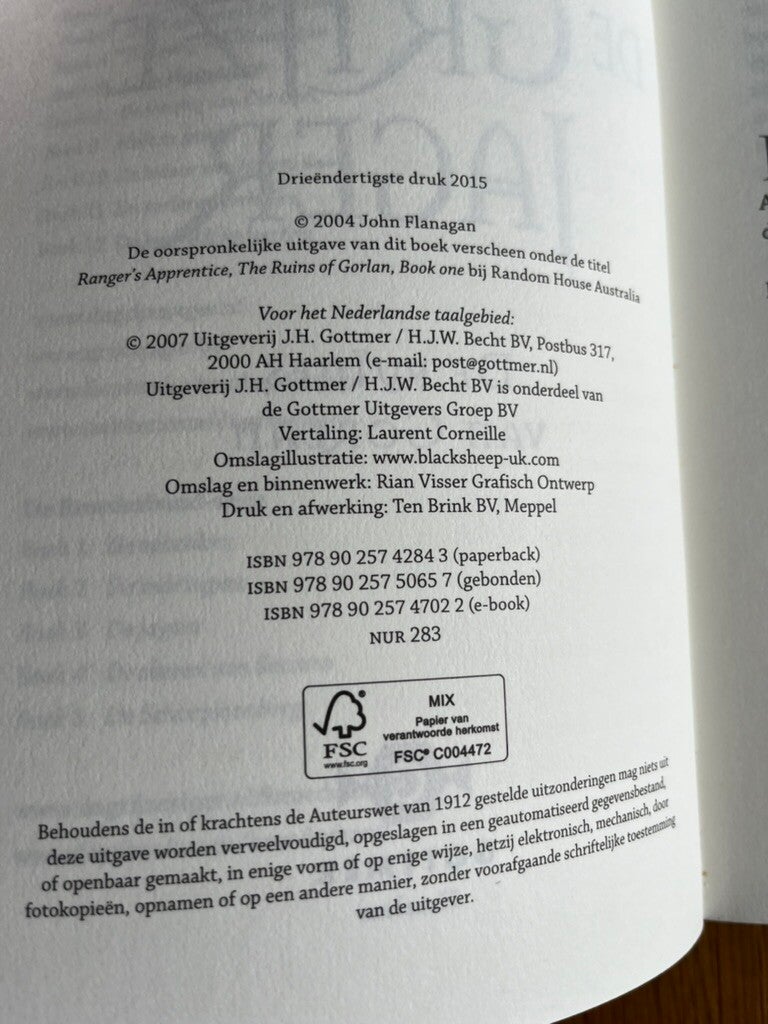 Drieëndertigste druk 2015
© 2004 John Flanagan
De oorspronkelijke uitgave van dit boek verscheen onder de titel
Ranger's Apprentice, The Ruins of Gorlan, Book one bij Random House Australia
Voor het Nederlandse taalgebied:
© 2007 Uitgeverij J.H. Gottmer / H.J.W. Becht BV, Postbus 317,
2000 AH Haarlem (e-mail: post@gottmer.nl)
Uitgeverij J.H. Gottmer / H.J.W. Becht BV is onderdeel van
de Gottmer Uitgevers Groep BV
Vertaling: Laurent Corneille
Omslagillustratie: www.blacksheep-uk.com
Omslag en binnenwerk: Rian Visser Grafisch Ontwerp
Druk en afwerking: Ten Brink BV, Meppel
ISBN 978 90 257 4284 3 (paperback)
ISBN 978 90 257 5065 7 (gebonden)
ISBN 978 90 257 4702 2 (e-book)
NUR 283
FSC
www.fsc.org
MIX
Papier van
verantwoorde herkomst
FSC® C004472
Behoudens de in of krachtens de Auteurswet van 1912 gestelde uitzonderingen mag niets uit
deze uitgave worden verveelvoudigd, opgeslagen in een geautomatiseerd gegevensbestand,
of openbaar gemaakt, in enige vorm of op enige wijze, hetzij elektronisch, mechanisch, door
fotokopieën, opnamen of op een andere manier, zonder voorafgaande schriftelijke toestemming
van de uitgever.